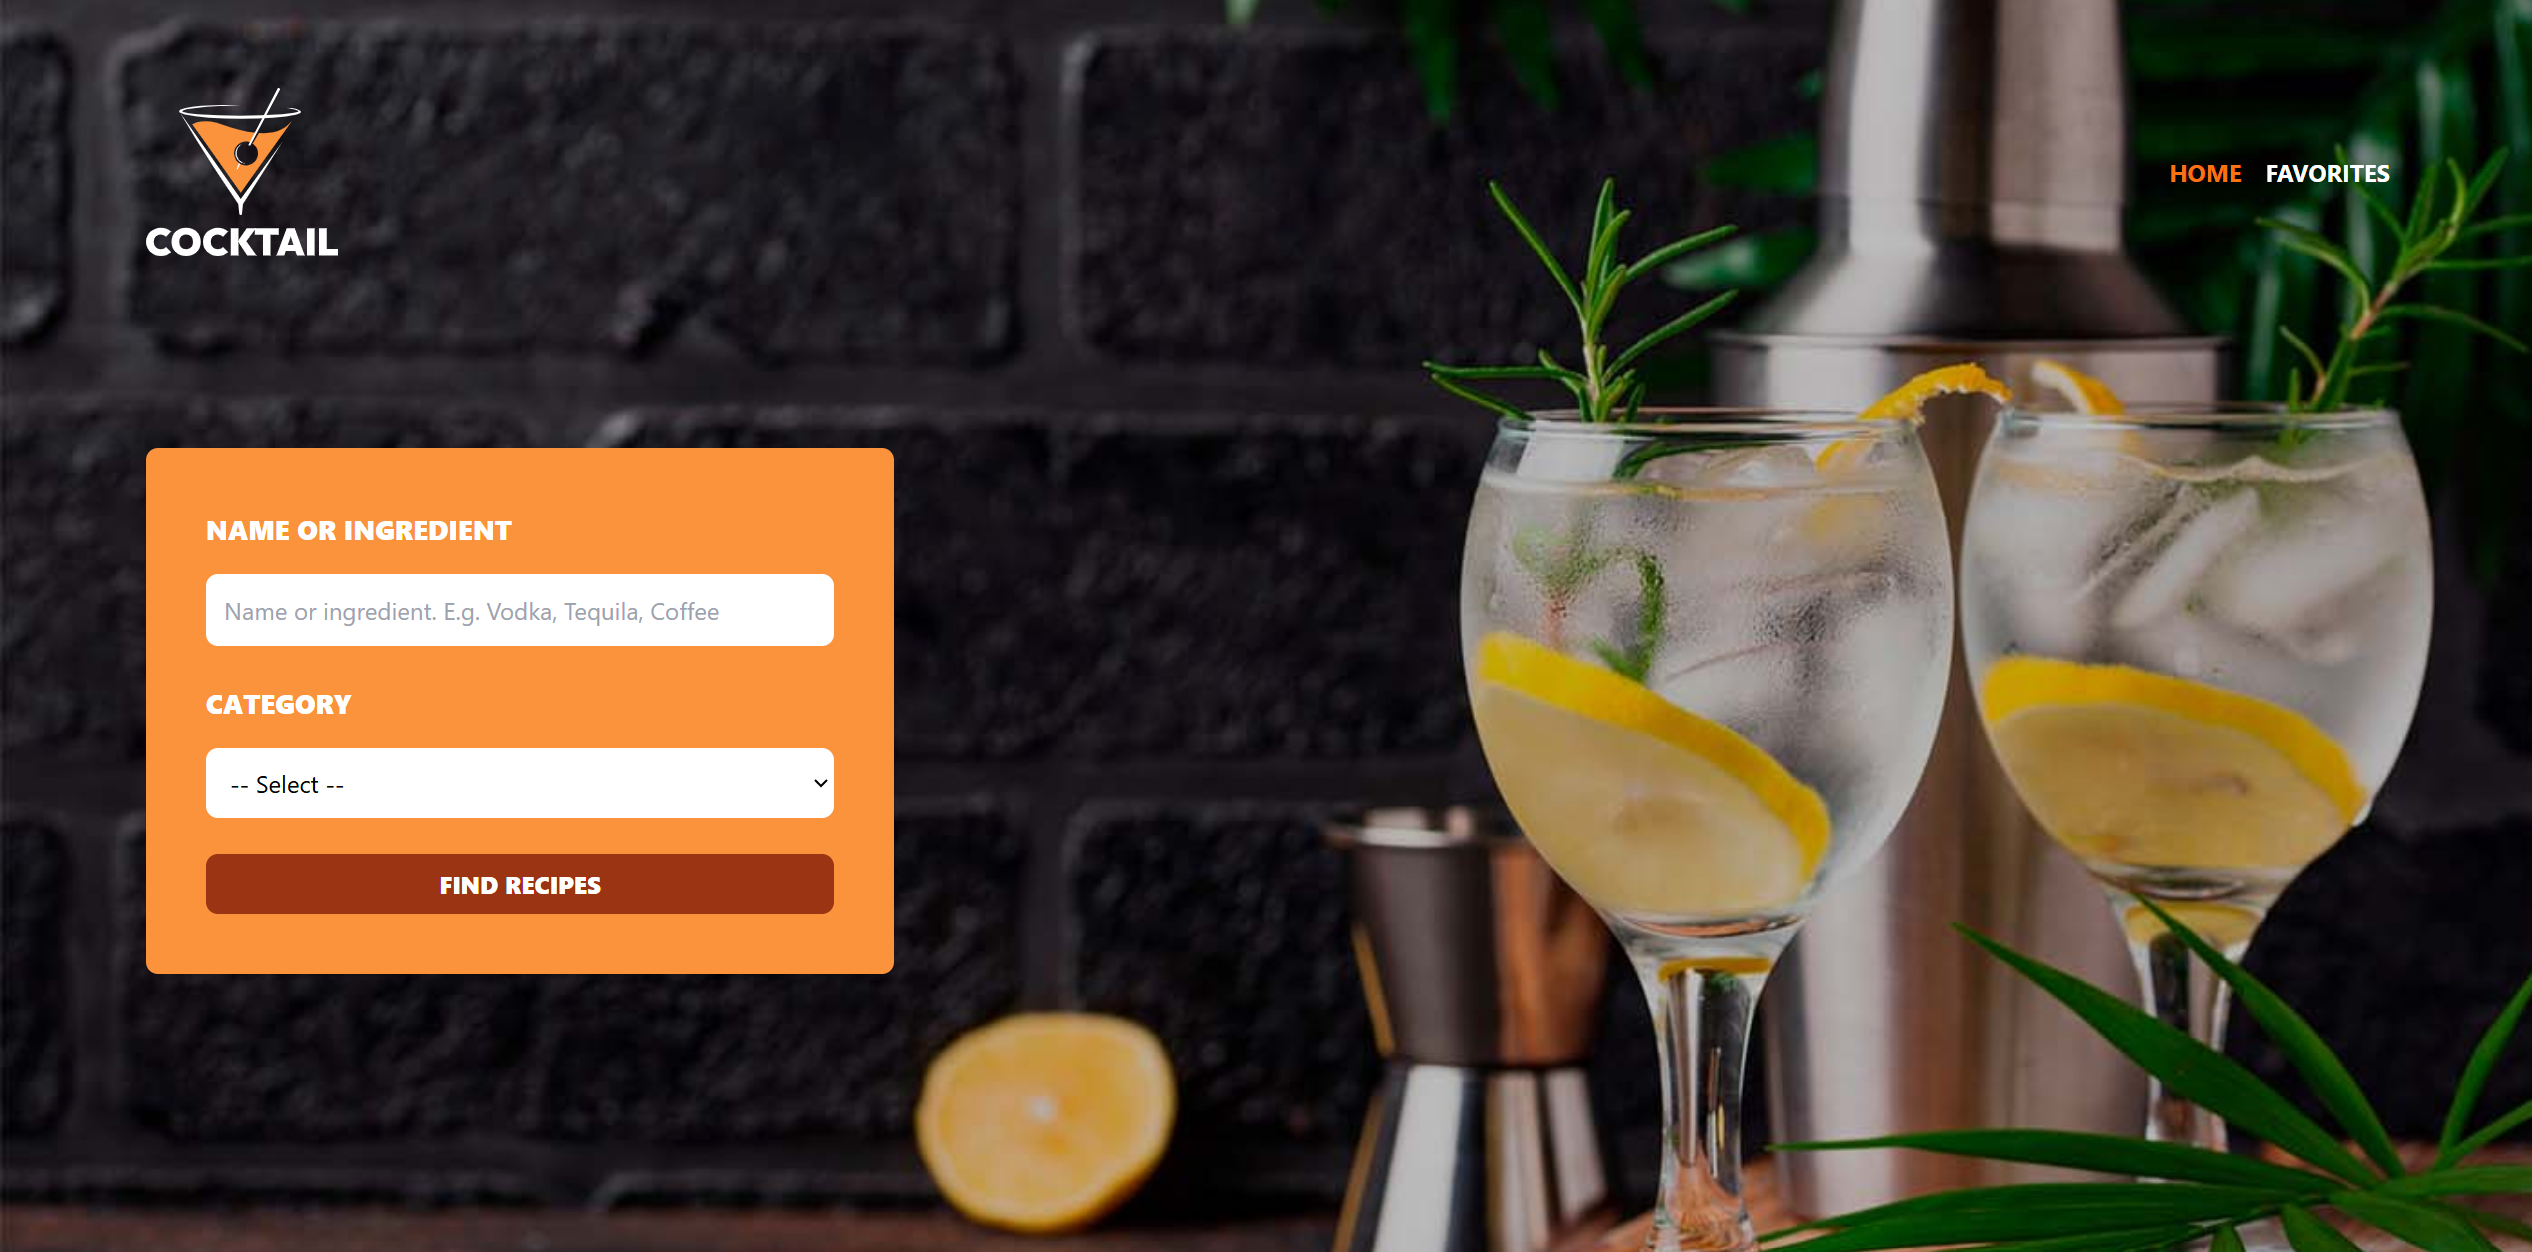 COCKTAIL
HOME FAVORITES
NAME OR INGREDIENT
Name or ingredient. E.g. Vodka, Tequila, Coffee
CATEGORY
-- Select --
FIND RECIPES